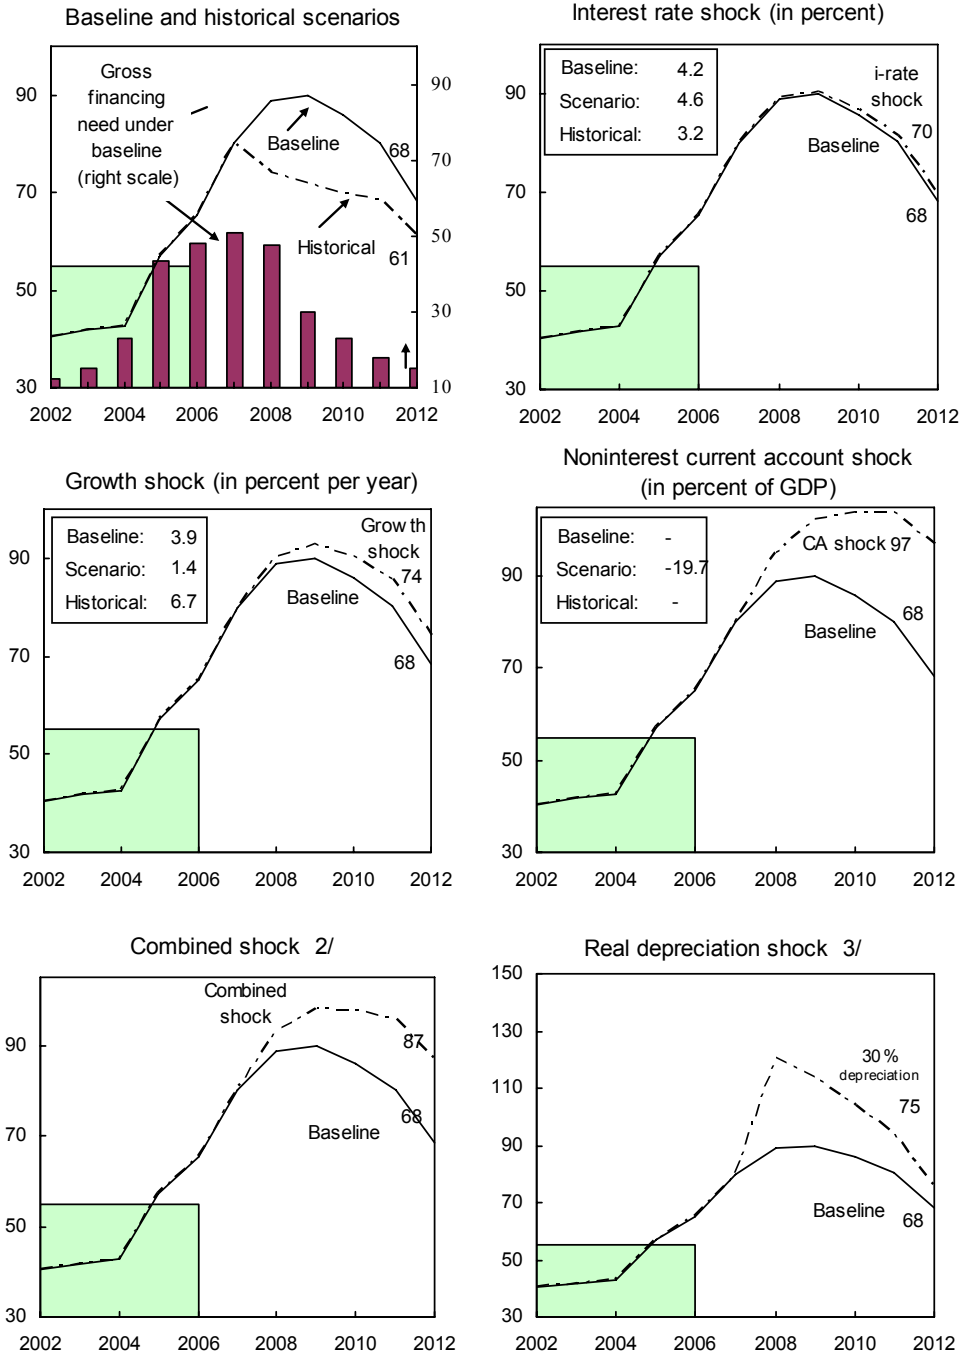 Baseline and historical scenarios
Gross
financing
need under
baseline
(right scale)
Baseline
68
Historical
61
90
70
50
30
90
70
50
30
10
2002 2004 2006 2008 2010 2012
Interest rate shock (in percent)
Baseline: 4.2
Scenario: 4.6
Historical: 3.2
i-rate
shock
70
Baseline
68
90
70
50
30
2002 2004 2006 2008 2010 2012
Growth shock (in percent per year)
Baseline: 3.9
Scenario: 1.4
Historical: 6.7
Growth
shock
74
Baseline
68
90
70
50
30
2002 2004 2006 2008 2010 2012
Noninterest current account shock
(in percent of GDP)
Baseline: -
Scenario: -19.7
Historical: -
CA shock 97
68
Baseline
90
70
50
30
2002 2004 2006 2008 2010 2012
Combined shock 2/
Combined
shock
87
68
Baseline
90
70
50
30
2002 2004 2006 2008 2010 2012
Real depreciation shock 3/
30%
depreciation
75
Baseline
68
150
130
110
90
70
50
30
2002 2004 2006 2008 2010 2012